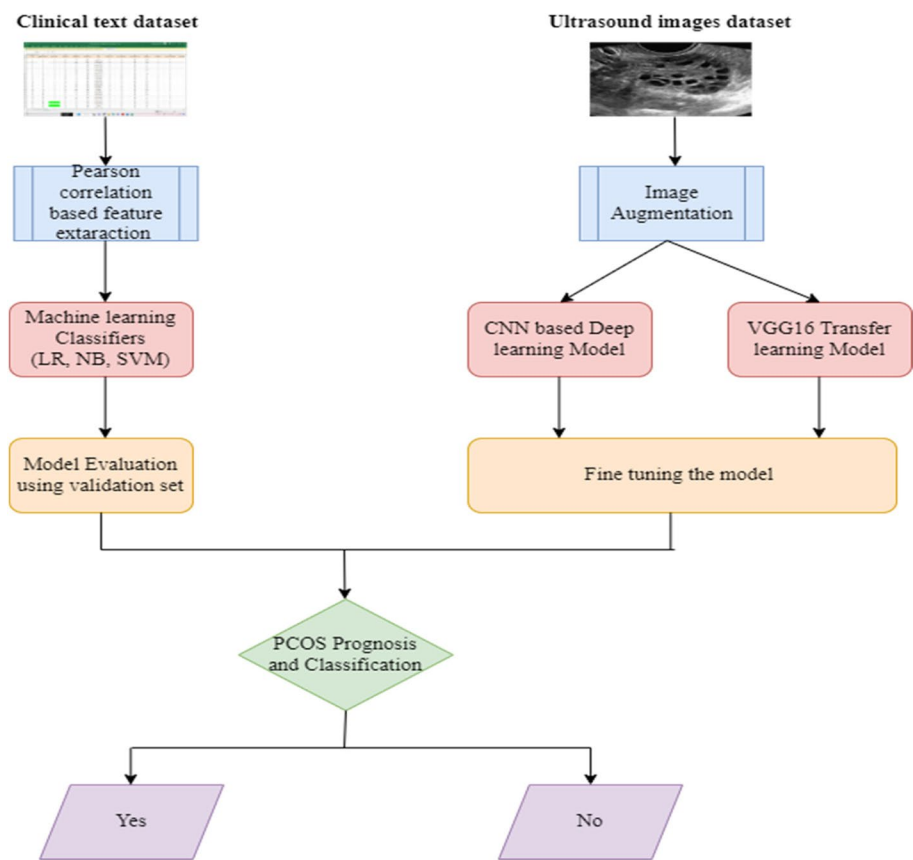 Clinical text dataset
Ultrasound images dataset
Pearson
correlation
based feature
extaraction
Image
Augmentation
Machine learning
Classifiers
(LR, NB, SVM)
CNN based Deep
learning Model
VGG16 Transfer
learning Model
Model Evaluation
using validation set
Fine tuning the model
PCOS Prognosis
and Classification
Yes
No